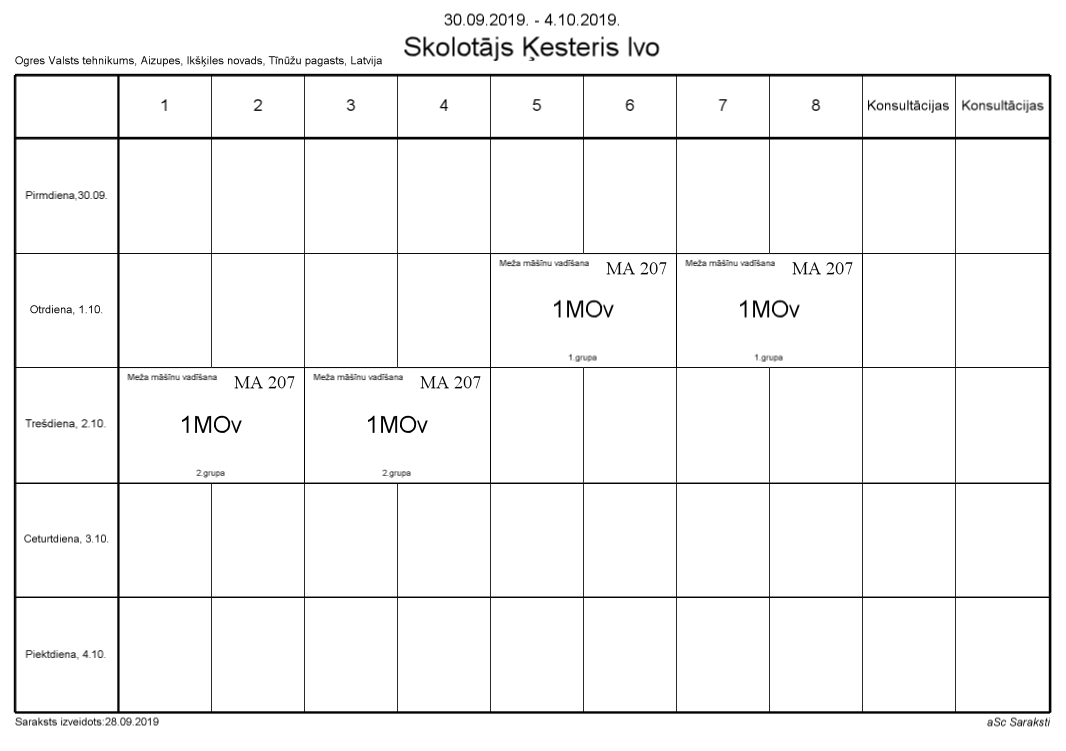 30.09.2019. - 4.10.2019.
Skolotājs Ķesteris Ivo
Ogres Valsts tehnikums, Aizupes, Ikšķiles novads, Tīnūžu pagasts, Latvija
1 2 3 4 5 6 7 8 Konsultācijas Konsultācijas
Pirmdiena,30.09.
Meža māšīnu vadīšana MA 207 Meža māšīnu vadīšana MA 207
Otrdiena, 1.10. 1MOv 1MOv
1.grupa 1.grupa
Meža māšīnu vadīšana MA 207 Meža māšīnu vadīšana MA 207
Trešdiena, 2.10. 1MOv 1MOv
2.grupa 2.grupa
Ceturtdiena, 3.10.
Piektdiena, 4.10.
Saraksts izveidots:28.09.2019 aSc Saraksti